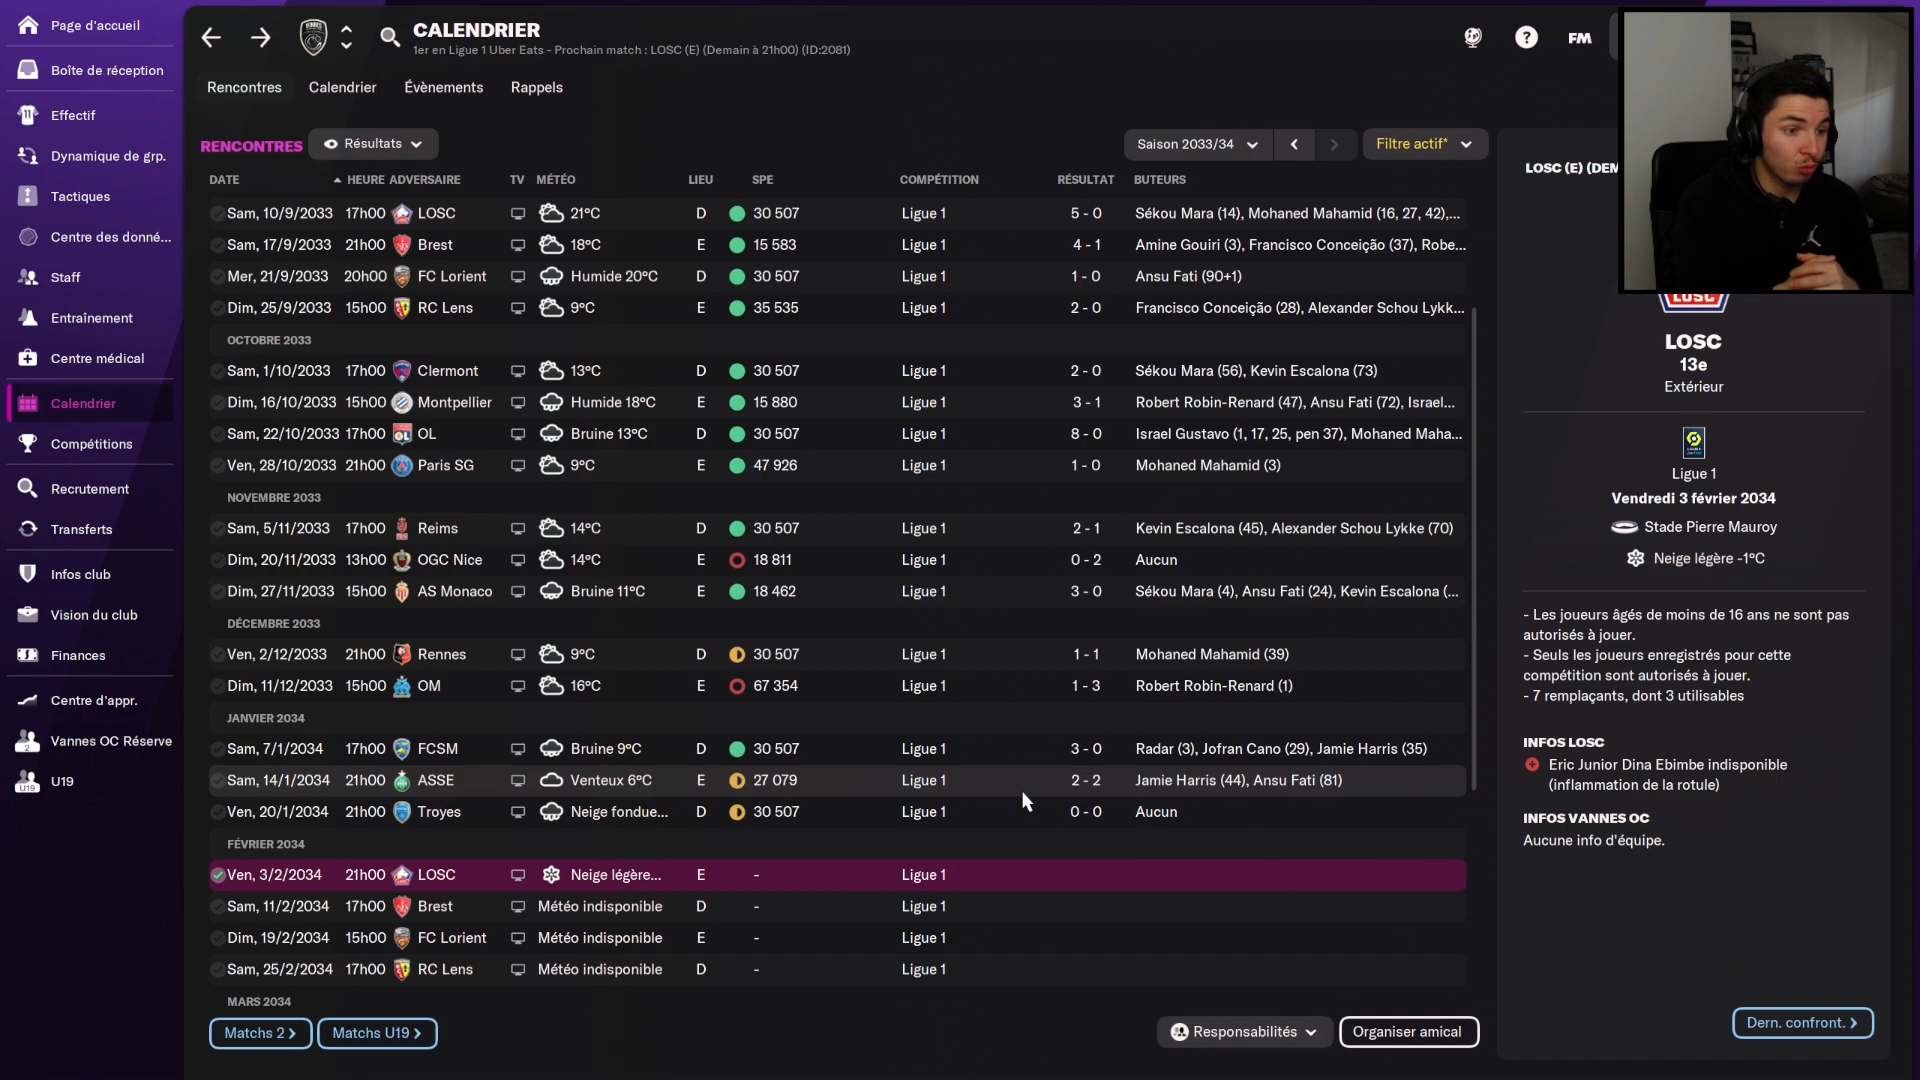 Page d'accueil
Boîte de réception
Effectif
Dynamique de grp.
Tactiques
Centre des donné...
Staff
Entraînement
Centre médical
Calendrier
Compétitions
Recrutement
Transferts
Infos club
Vision du club
Finances
Centre d'appr.
Vannes OC Réserve
U19
CALENDRIER
1er en Ligue 1 Uber Eats - Prochain match : LOSC (E) (Demain à 21h00) (ID:2081)
FM
Rencontres Calendrier Évènements Rappels
RENCONTRES Résultats Saison 2033/34 Filtre actif*
DATE HEURE ADVERSAIRE TV MÉTÉO LIEU SPE COMPÉTITION RÉSULTAT BUTEURS
Sam, 10/9/2033 17h00 LOSC 21°C D 30 507 Ligue 1 5 - 0 Sékou Mara (14), Mohaned Mahamid (16, 27, 42),...
Sam, 17/9/2033 21h00 Brest 18°C E 15 583 Ligue 1 4 - 1 Amine Gouiri (3), Francisco Conceição (37), Robe...
Mer, 21/9/2033 20h00 FC Lorient Humide 20°C D 30 507 Ligue 1 1 - 0 Ansu Fati (90+1)
Dim, 25/9/2033 15h00 RC Lens 9°C E 35 535 Ligue 1 2 - 0 Francisco Conceição (28), Alexander Schou Lykk...
OCTOBRE 2033
Sam, 1/10/2033 17h00 Clermont 13°C D 30 507 Ligue 1 2 - 0 Sékou Mara (56), Kevin Escalona (73)
Dim, 16/10/2033 15h00 Montpellier Humide 18°C E 15 880 Ligue 1 3 - 1 Robert Robin-Renard (47), Ansu Fati (72), Israel...
Sam, 22/10/2033 17h00 OL Bruine 13°C D 30 507 Ligue 1 8 - 0 Israel Gustavo (1, 17, 25, pen 37), Mohaned Maha...
Ven, 28/10/2033 21h00 Paris SG 9°C E 47 926 Ligue 1 1 - 0 Mohaned Mahamid (3)
NOVEMBRE 2033
Sam, 5/11/2033 17h00 Reims 14°C D 30 507 Ligue 1 2 - 1 Kevin Escalona (45), Alexander Schou Lykke (70)
Dim, 20/11/2033 13h00 OGC Nice 14°C E 18 811 Ligue 1 0 - 2 Aucun
Dim, 27/11/2033 15h00 AS Monaco Bruine 11°C E 18 462 Ligue 1 3 - 0 Sékou Mara (4), Ansu Fati (24), Kevin Escalona (...
DÉCEMBRE 2033
Ven, 2/12/2033 21h00 Rennes 9°C D 30 507 Ligue 1 1 - 1 Mohaned Mahamid (39)
Dim, 11/12/2033 15h00 OM 16°C E 67 354 Ligue 1 1 - 3 Robert Robin-Renard (1)
JANVIER 2034
Sam, 7/1/2034 17h00 FCSM Bruine 9°C D 30 507 Ligue 1 3 - 0 Radar (3), Jofran Cano (29), Jamie Harris (35)
Sam, 14/1/2034 21h00 ASSE Venteux 6°C E 27 079 Ligue 1 2 - 2 Jamie Harris (44), Ansu Fati (81)
Ven, 20/1/2034 21h00 Troyes Neige fondue... D 30 507 Ligue 1 0 - 0 Aucun
FÉVRIER 2034
Ven, 3/2/2034 21h00 LOSC Neige légère... E - Ligue 1
Sam, 11/2/2034 17h00 Brest Météo indisponible D - Ligue 1
Dim, 19/2/2034 15h00 FC Lorient Météo indisponible E - Ligue 1
Sam, 25/2/2034 17h00 RC Lens Météo indisponible D - Ligue 1
MARS 2034
Matchs 2 Matchs U19 Responsabilités Organiser amical
LOSC (E) (DEM
LOSC
LOSC
13e
Extérieur
Ligue 1
Vendredi 3 février 2034
Stade Pierre Mauroy
Neige légère -1°C
- Les joueurs âgés de moins de 16 ans ne sont pas
autorisés à jouer.
- Seuls les joueurs enregistrés pour cette
compétition sont autorisés à jouer.
- 7 remplaçants, dont 3 utilisables
INFOS LOSC
Eric Junior Dina Ebimbe indisponible
(inflammation de la rotule)
INFOS VANNES OC
Aucune info d'équipe.
Dern. confront.